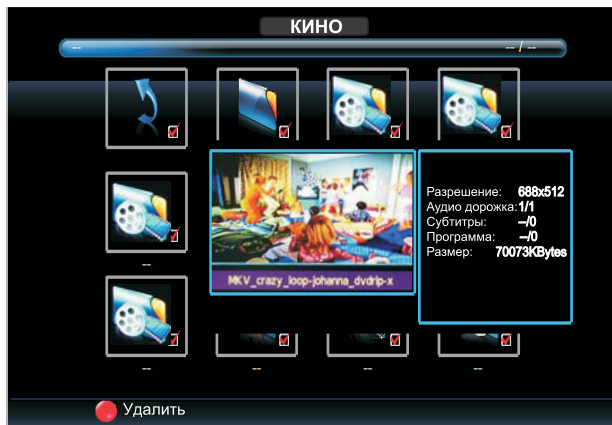 КИНО
-- -- / --
Разрешение: 688x512
Аудио дорожка: 1/1
Субтитры: --/0
Программа: --/0
Размер: 70073KBytes
MKV_crazy_loop-johanna_dvdrip-x
--
-- -- -- --
Удалить